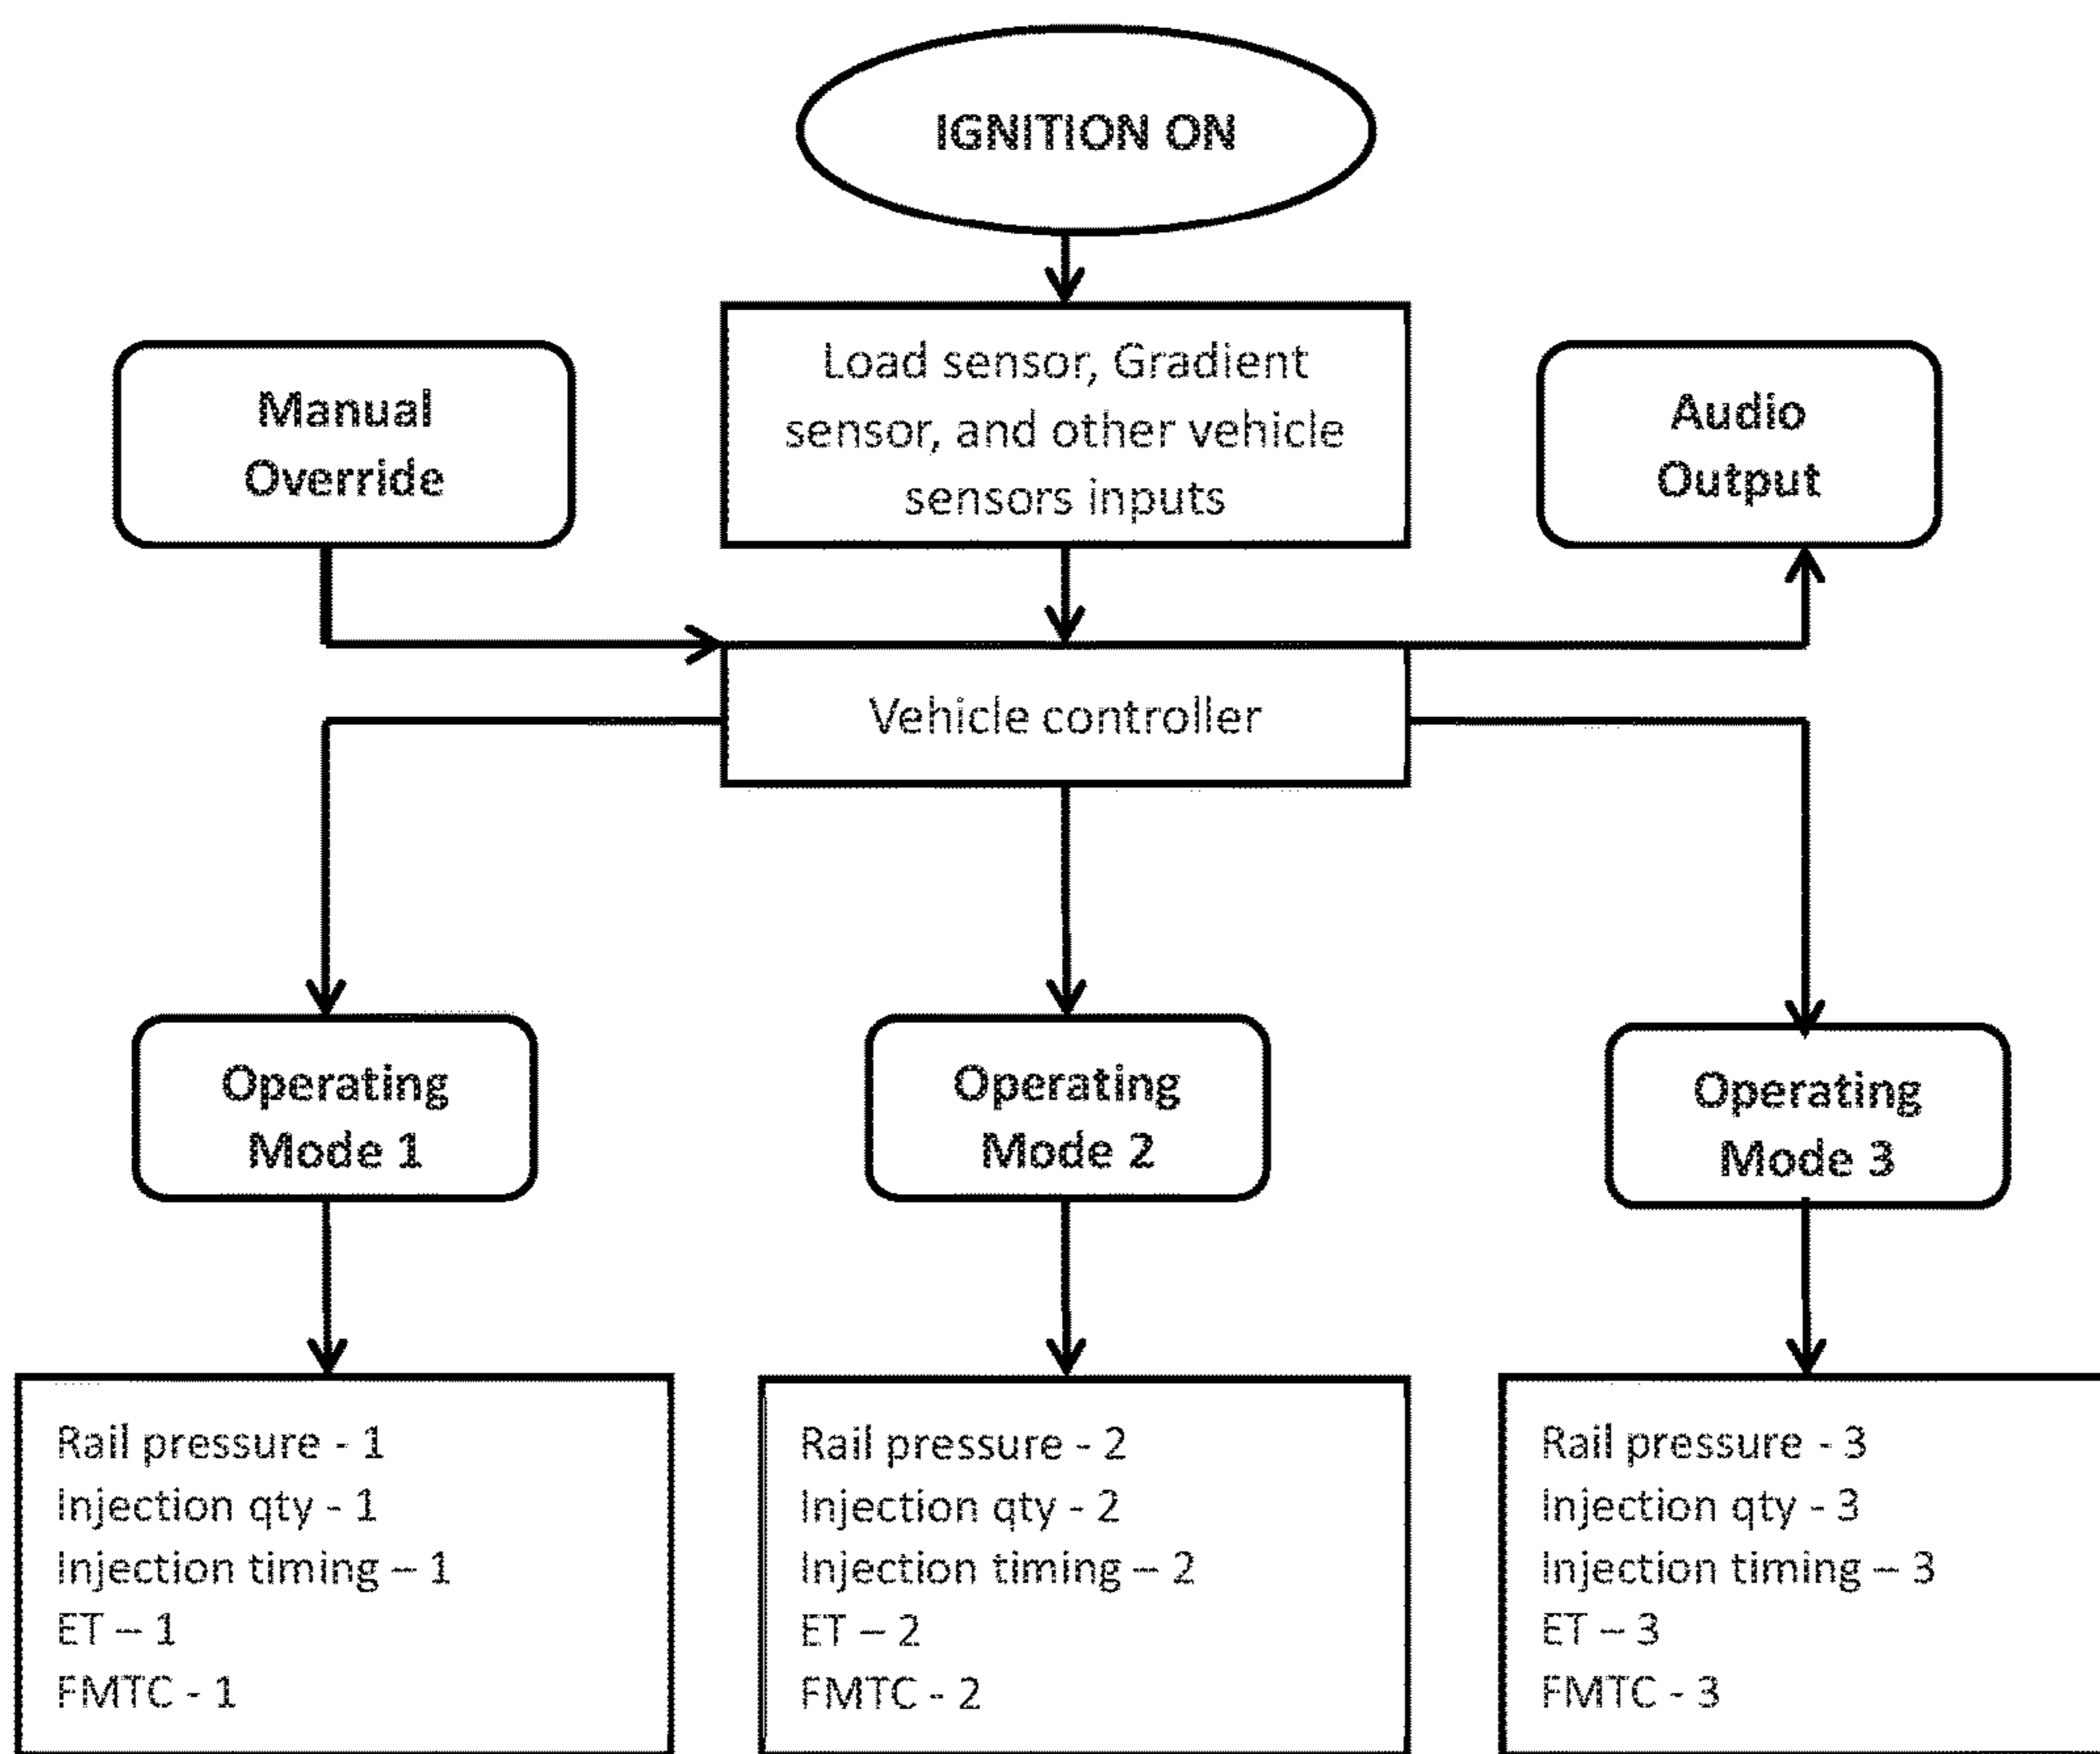 IGNITION ON
Manual
Override
Load sensor, Gradient
sensor, and other vehicle
sensors inputs
Audio
Output
Vehicle controller
Operating
Mode 1
Operating
Mode 2
Operating
Mode 3
Rail pressure - 1
Injection qty - 1
Injection timing – 1
ET – 1
FMTC - 1
Rail pressure - 2
Injection qty - 2
Injection timing – 2
ET – 2
FMTC - 2
Rail pressure - 3
Injection qty - 3
Injection timing – 3
ET – 3
FMTC - 3